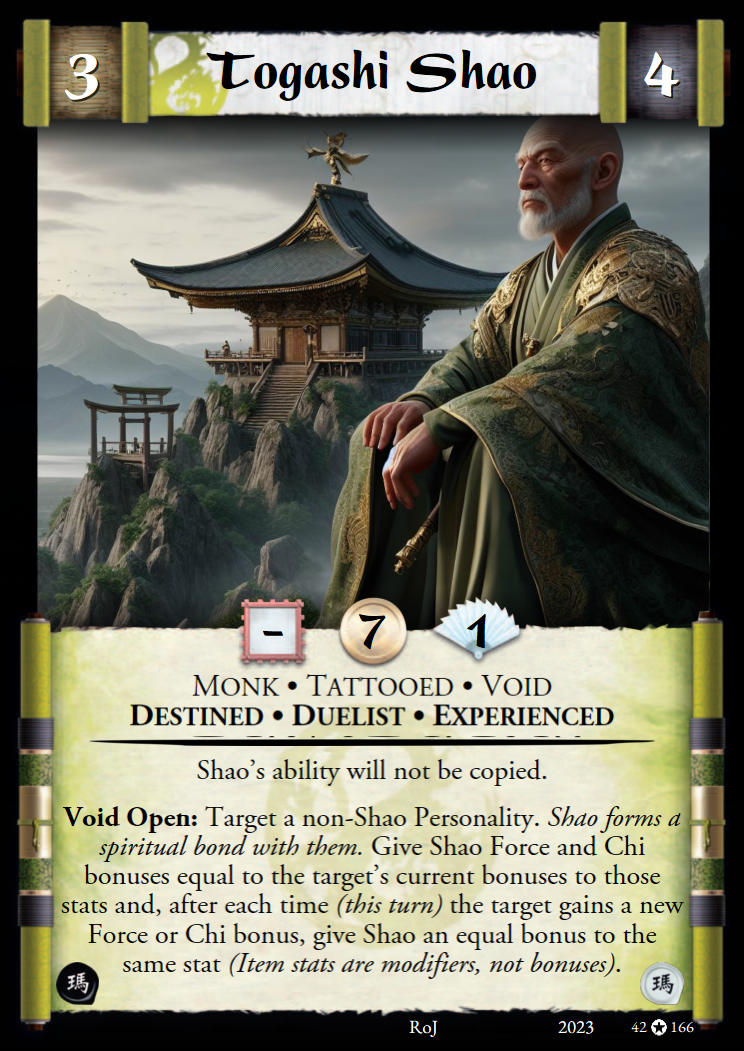 3 Togashi Shao 4
- 7 1
Monk • Tattooed • Void
Destined • Duelist • Experienced
Shao's ability will not be copied.
Void Open: Target a non-Shao Personality. Shao forms a
spiritual bond with them. Give Shao Force and Chi
bonuses equal to the target's current bonuses to those
stats and, after each time (this turn) the target gains a new
Force or Chi bonus, give Shao an equal bonus to the
same stat (Item stats are modifiers, not bonuses).
瑪 瑪
RoJ 2023 42 ✪ 166